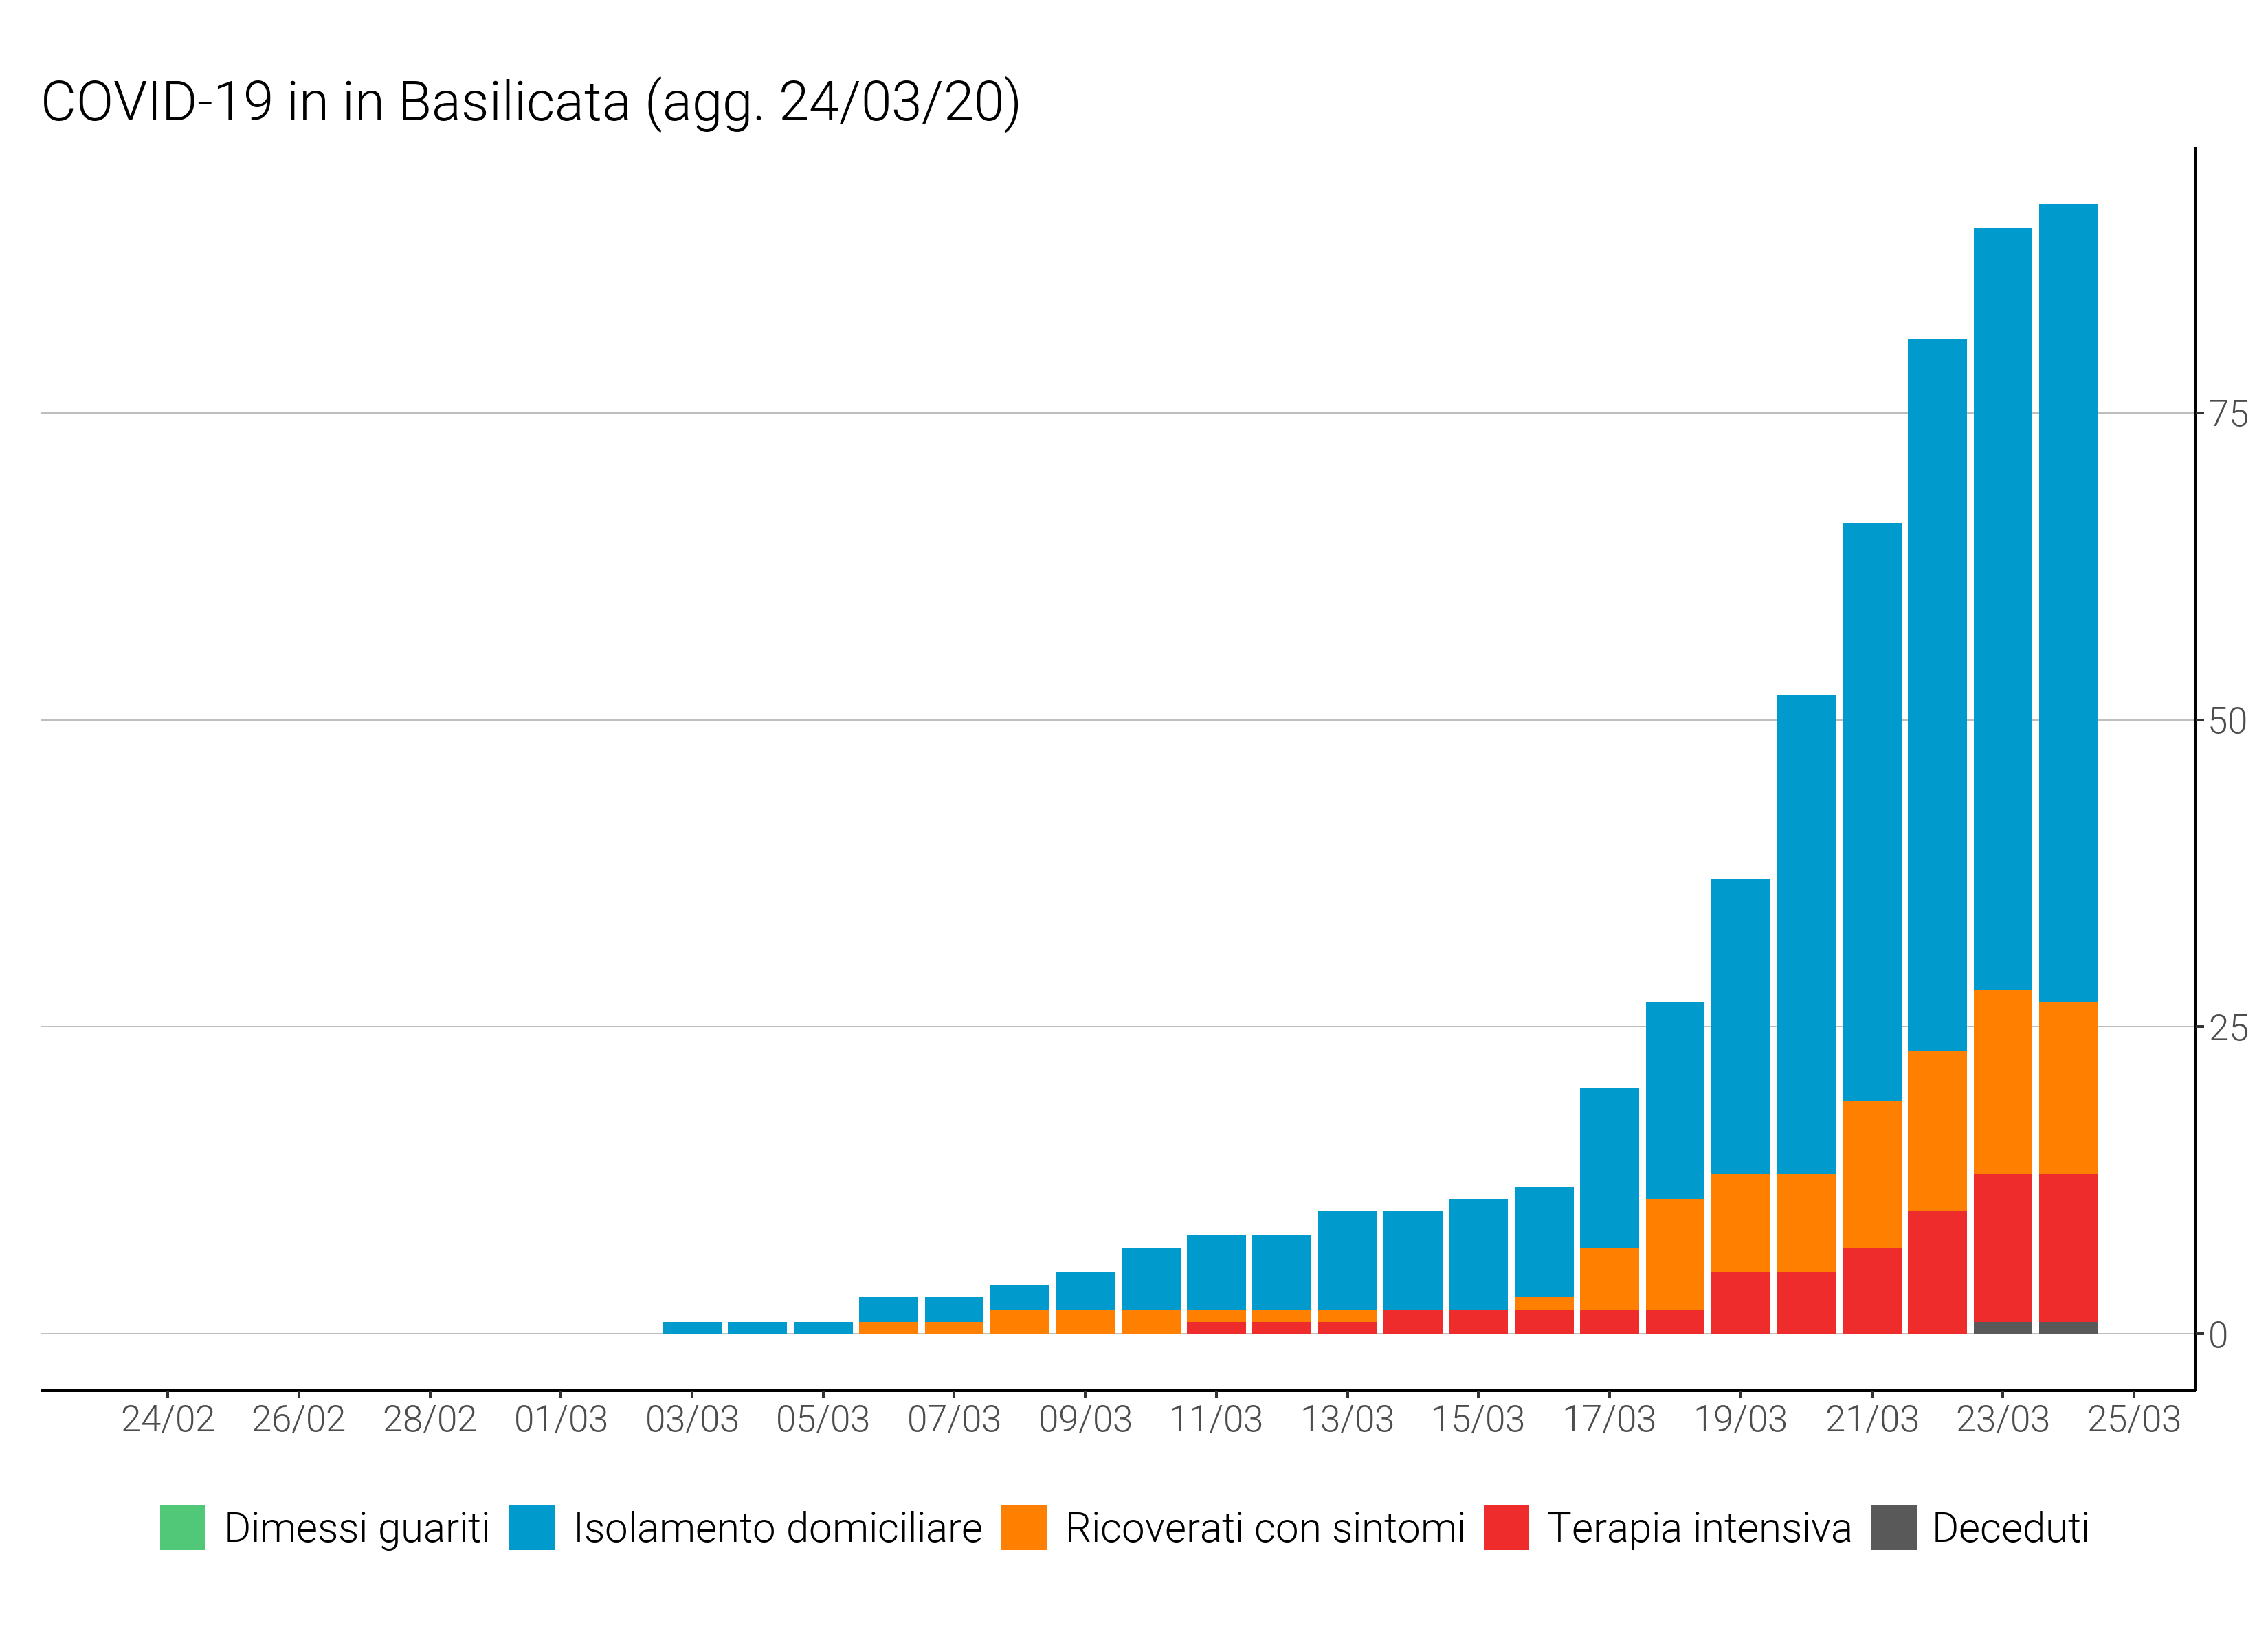 COVID-19 in in Basilicata (agg. 24/03/20)
75
50
25
0
24/02 26/02 28/02 01/03 03/03 05/03 07/03 09/03 11/03 13/03 15/03 17/03 19/03 21/03 23/03 25/03
Dimessi guariti Isolamento domiciliare Ricoverati con sintomi Terapia intensiva Deceduti